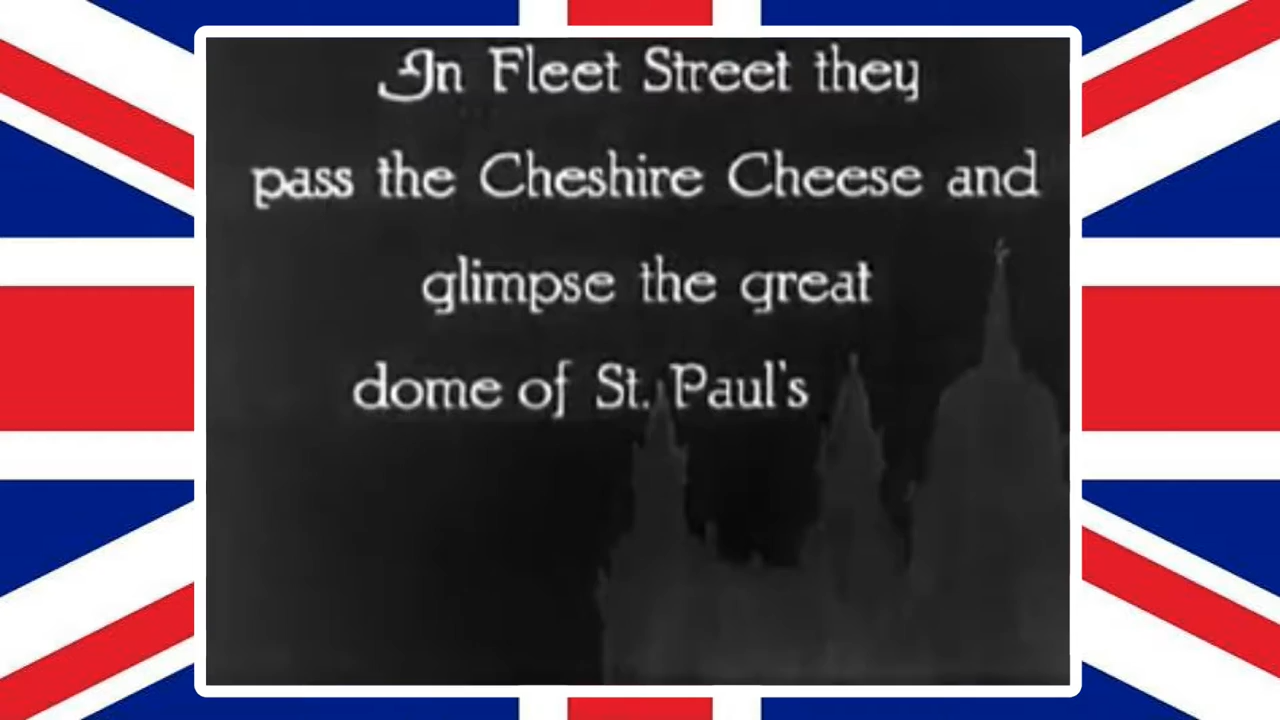 In Fleet Street they
pass the Cheshire Cheese and
glimpse the great
dome of St. Paul's